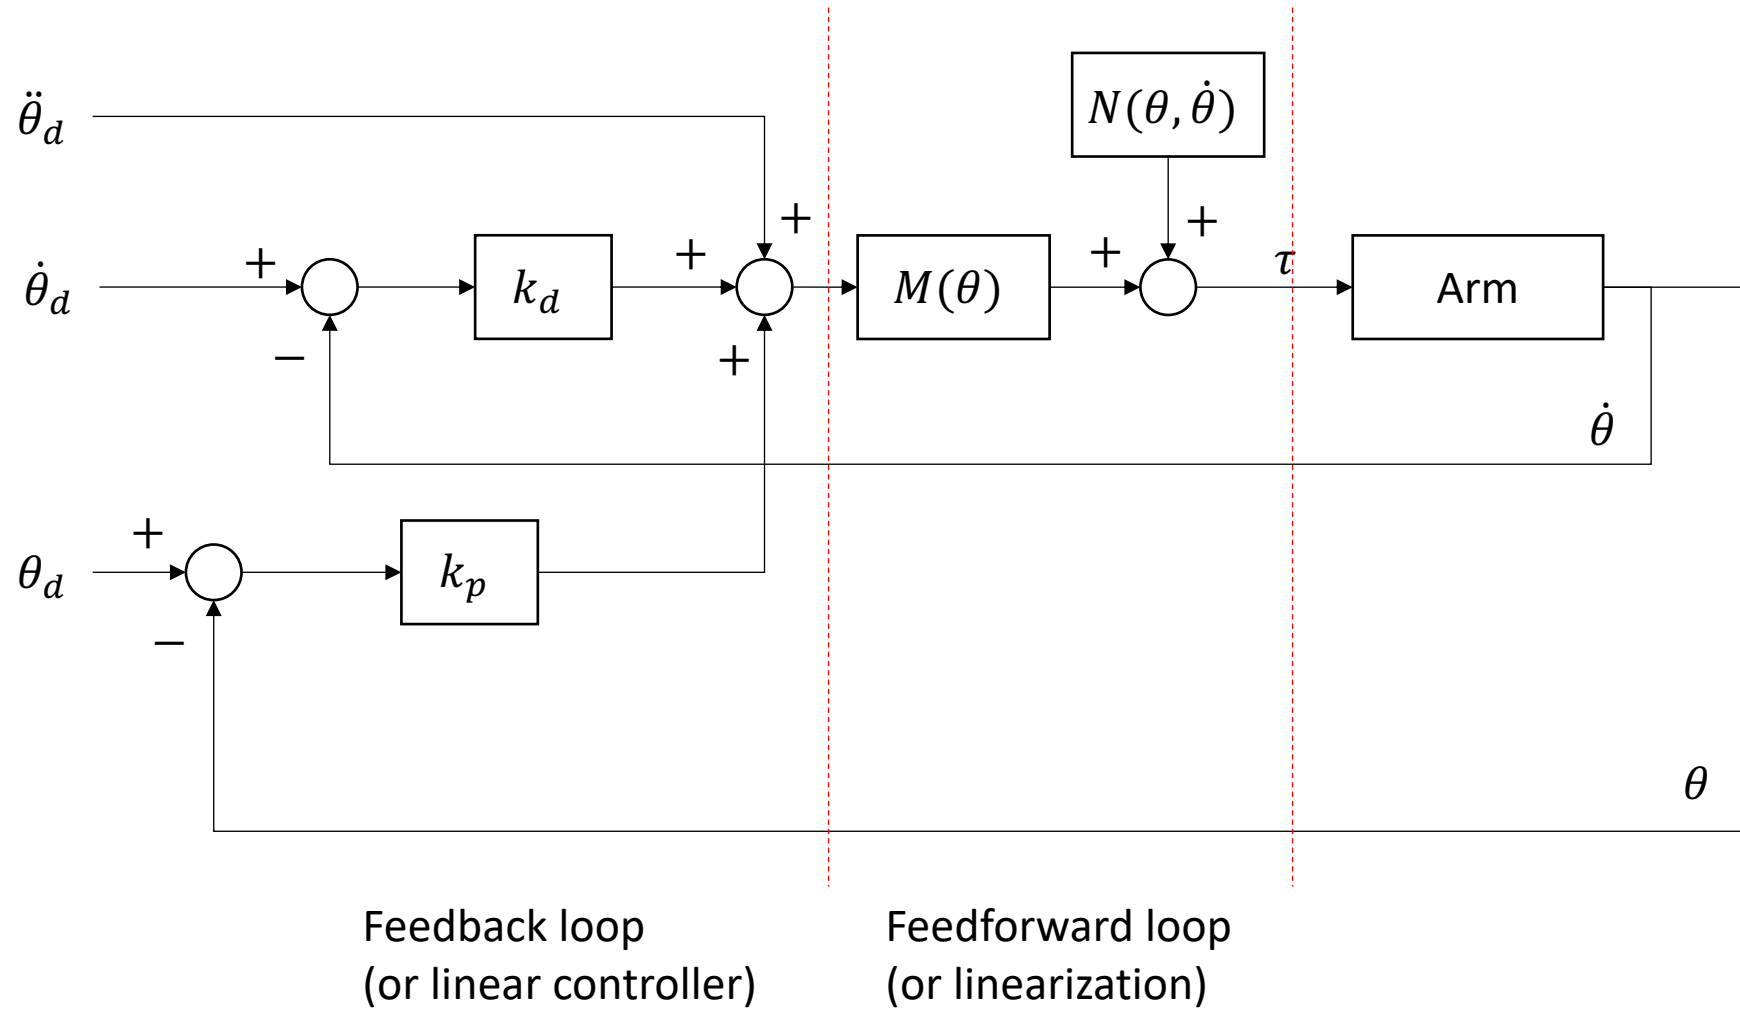 θ̈_d
N(θ, θ̇)
+
+
θ̇_d
+
k_d
+
M(θ)
+
τ
Arm
−
+
θ̇
+
θ_d
k_p
−
θ
Feedback loop
(or linear controller)
Feedforward loop
(or linearization)